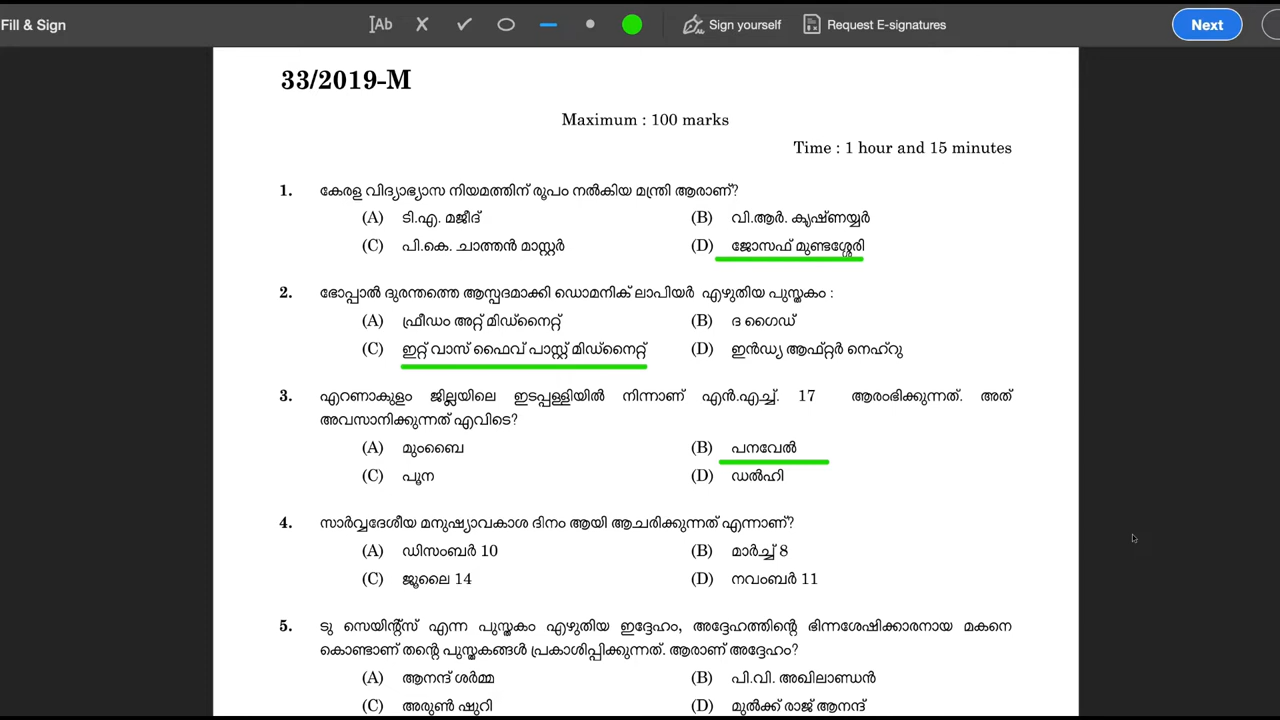 Fill & Sign
Ab
Sign yourself
Request E-signatures
Next
33/2019-M
Maximum : 100 marks
Time : 1 hour and 15 minutes
1. കേരള വിദ്യാഭ്യാസ നിയമത്തിന് രൂപം നൽകിയ മന്ത്രി ആരാണ്?
(A) ടി.എ. മജീദ് (B) വി.ആർ. കൃഷ്ണയ്യർ
(C) പി.കെ. ചാത്തൻ മാസ്റ്റർ (D) ജോസഫ് മുണ്ടശ്ശേരി
2. ഭോപ്പാൽ ദുരന്തത്തെ ആസ്പദമാക്കി ഡൊമനിക് ലാപിയർ എഴുതിയ പുസ്തകം :
(A) ഫ്രീഡം അറ്റ് മിഡ്നൈറ്റ് (B) ദ ഗൈഡ്
(C) ഇറ്റ് വാസ് ഫൈവ് പാസ്റ്റ് മിഡ്നൈറ്റ് (D) ഇൻഡ്യ ആഫ്റ്റർ നെഹ്റു
3. എറണാകുളം ജില്ലയിലെ ഇടപ്പള്ളിയിൽ നിന്നാണ് എൻ.എച്ച്. 17 ആരംഭിക്കുന്നത്. അത്
അവസാനിക്കുന്നത് എവിടെ?
(A) മുംബൈ (B) പനവേൽ
(C) പൂന (D) ഡൽഹി
4. സാർവ്വദേശീയ മനുഷ്യാവകാശ ദിനം ആയി ആചരിക്കുന്നത് എന്നാണ്?
(A) ഡിസംബർ 10 (B) മാർച്ച് 8
(C) ജൂലൈ 14 (D) നവംബർ 11
5. ടു സെയിന്റ്സ് എന്ന പുസ്തകം എഴുതിയ ഇദ്ദേഹം, അദ്ദേഹത്തിന്റെ ഭിന്നശേഷിക്കാരനായ മകനെ
കൊണ്ടാണ് തന്റെ പുസ്തകങ്ങൾ പ്രകാശിപ്പിക്കുന്നത്. ആരാണ് അദ്ദേഹം?
(A) ആനന്ദ് ശർമ്മ (B) പി.വി. അഖിലാണ്ഡൻ
(C) അരുൺ ഷുറി (D) മുൽക്ക് രാജ് ആനന്ദ്